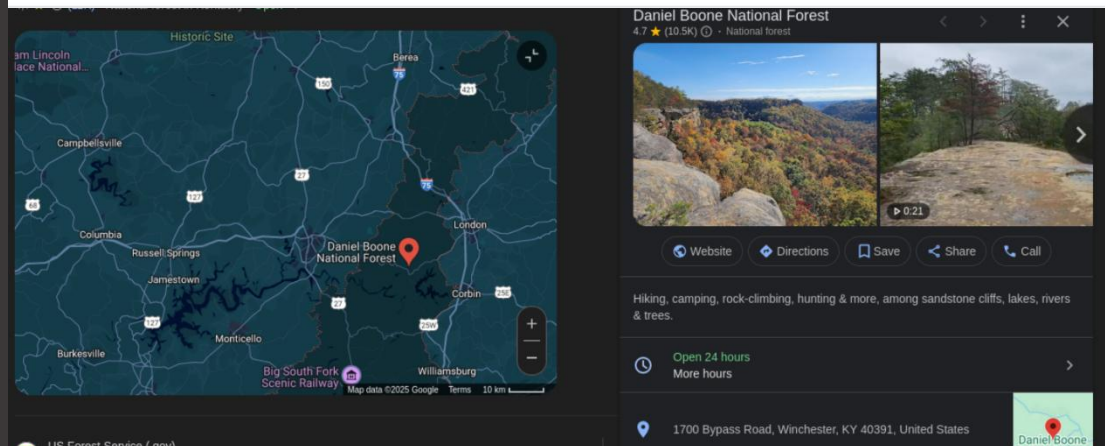 Historic Site
am Lincoln
lace National...
Berea
75
150
421
Campbellsville
27
75
127
68
Columbia
London
Russell Springs
Daniel Boone
National Forest
Jamestown
Corbin
25E
27
127
25W
Monticello
Burkesville
Big South Fork
Scenic Railway
Williamsburg
Map data ©2025 Google Terms 10 km
US Forest Service (.gov)
Daniel Boone National Forest
4.7 (10.5K) · National forest
0:21
Website Directions Save Share Call
Hiking, camping, rock-climbing, hunting & more, among sandstone cliffs, lakes, rivers
& trees.
Open 24 hours
More hours
1700 Bypass Road, Winchester, KY 40391, United States
Daniel Boone